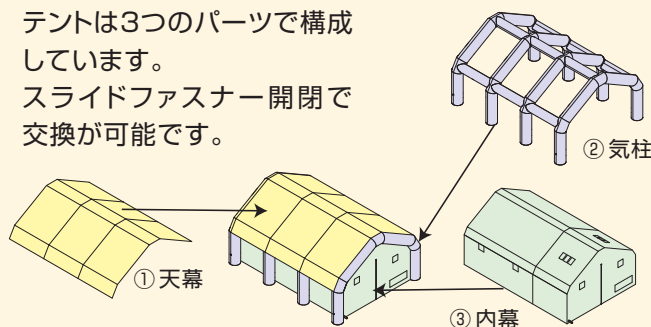 テントは3つのパーツで構成
しています。
スライドファスナー開閉で
交換が可能です。
②気柱
①天幕
③内幕